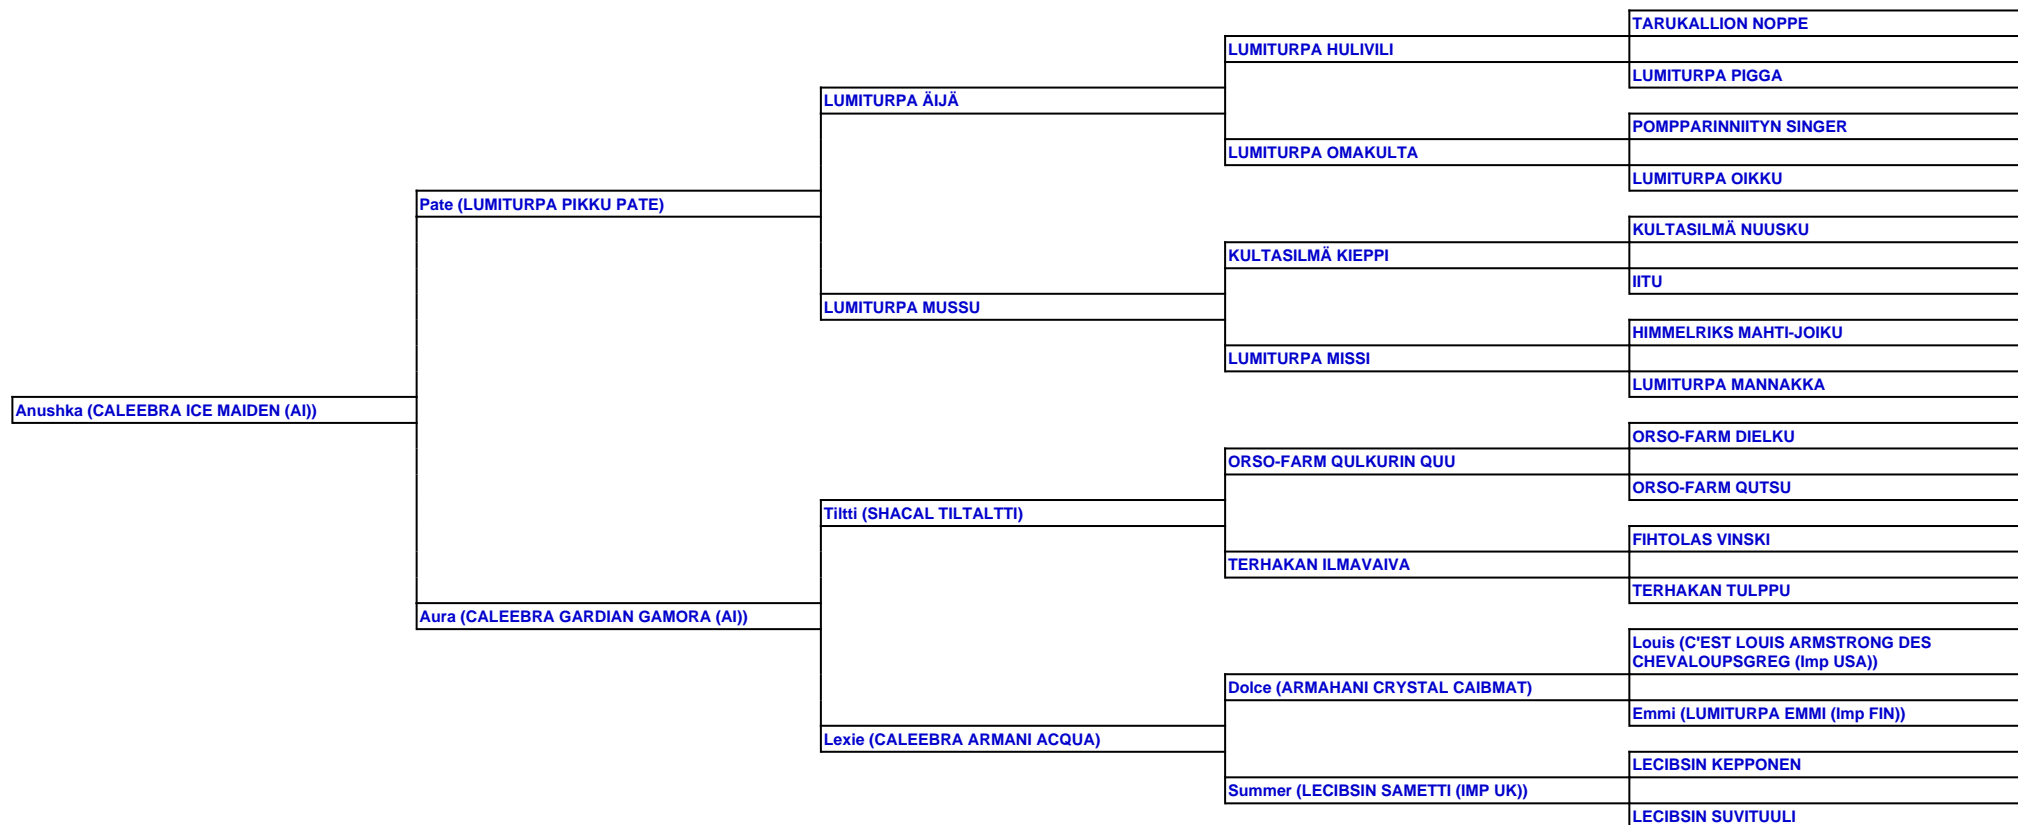 TARUKALLION NOPPE
LUMITURPA HULIVILI
LUMITURPA PIGGA
LUMITURPA ÄIJÄ
POMPPARINNIITYN SINGER
LUMITURPA OMAKULTA
LUMITURPA OIKKU
Pate (LUMITURPA PIKKU PATE)
KULTASILMÄ NUUSKU
KULTASILMÄ KIEPPI
IITU
LUMITURPA MUSSU
HIMMELRIKS MAHTI-JOIKU
LUMITURPA MISSI
LUMITURPA MANNAKKA
Anushka (CALEEBRA ICE MAIDEN (AI))
ORSO-FARM DIELKU
ORSO-FARM QULKURIN QUU
ORSO-FARM QUTSU
Tiltti (SHACAL TILTALTTI)
FIHTOLAS VINSKI
TERHAKAN ILMAVAIVA
TERHAKAN TULPPU
Aura (CALEEBRA GARDIAN GAMORA (AI))
Louis (C'EST LOUIS ARMSTRONG DES
CHEVALOUPSGREG (Imp USA))
Dolce (ARMAHANI CRYSTAL CAIBMAT)
Emmi (LUMITURPA EMMI (Imp FIN))
Lexie (CALEEBRA ARMANI ACQUA)
LECIBSIN KEPPONEN
Summer (LECIBSIN SAMETTI (IMP UK))
LECIBSIN SUVITUULI